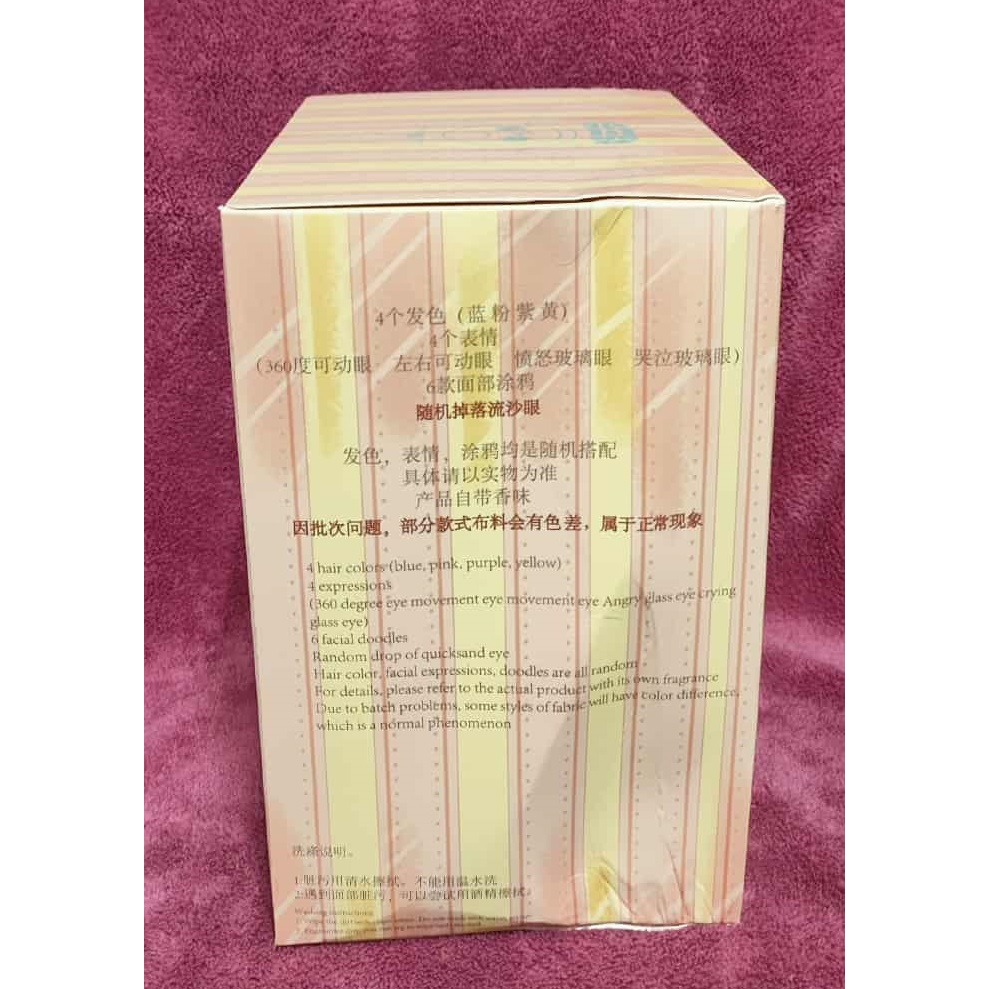 4个发色（蓝粉紫黄）
4个表情
（360度可动眼 左右可动眼 愤怒玻璃眼 哭泣玻璃眼）
6款面部涂鸦
随机掉落流沙眼
发色，表情，涂鸦均是随机搭配
具体请以实物为准
产品自带香味
因批次问题，部分款式布料会有色差，属于正常现象
4 hair colors (blue, pink, purple, yellow)
4 expressions
(360 degree eye movement eye movement eye Angry glass eye crying
glass eye)
6 facial doodles
Random drop of quicksand eye
Hair color, facial expressions, doodles are all random
For details, please refer to the actual product with its own fragrance
Due to batch problems, some styles of fabric will have color difference,
which is a normal phenomenon
洗涤说明。
1.脏污用清水擦拭。不能用温水洗
2.遇到面部脏污，可以尝试用酒精擦拭。
Washing instructions